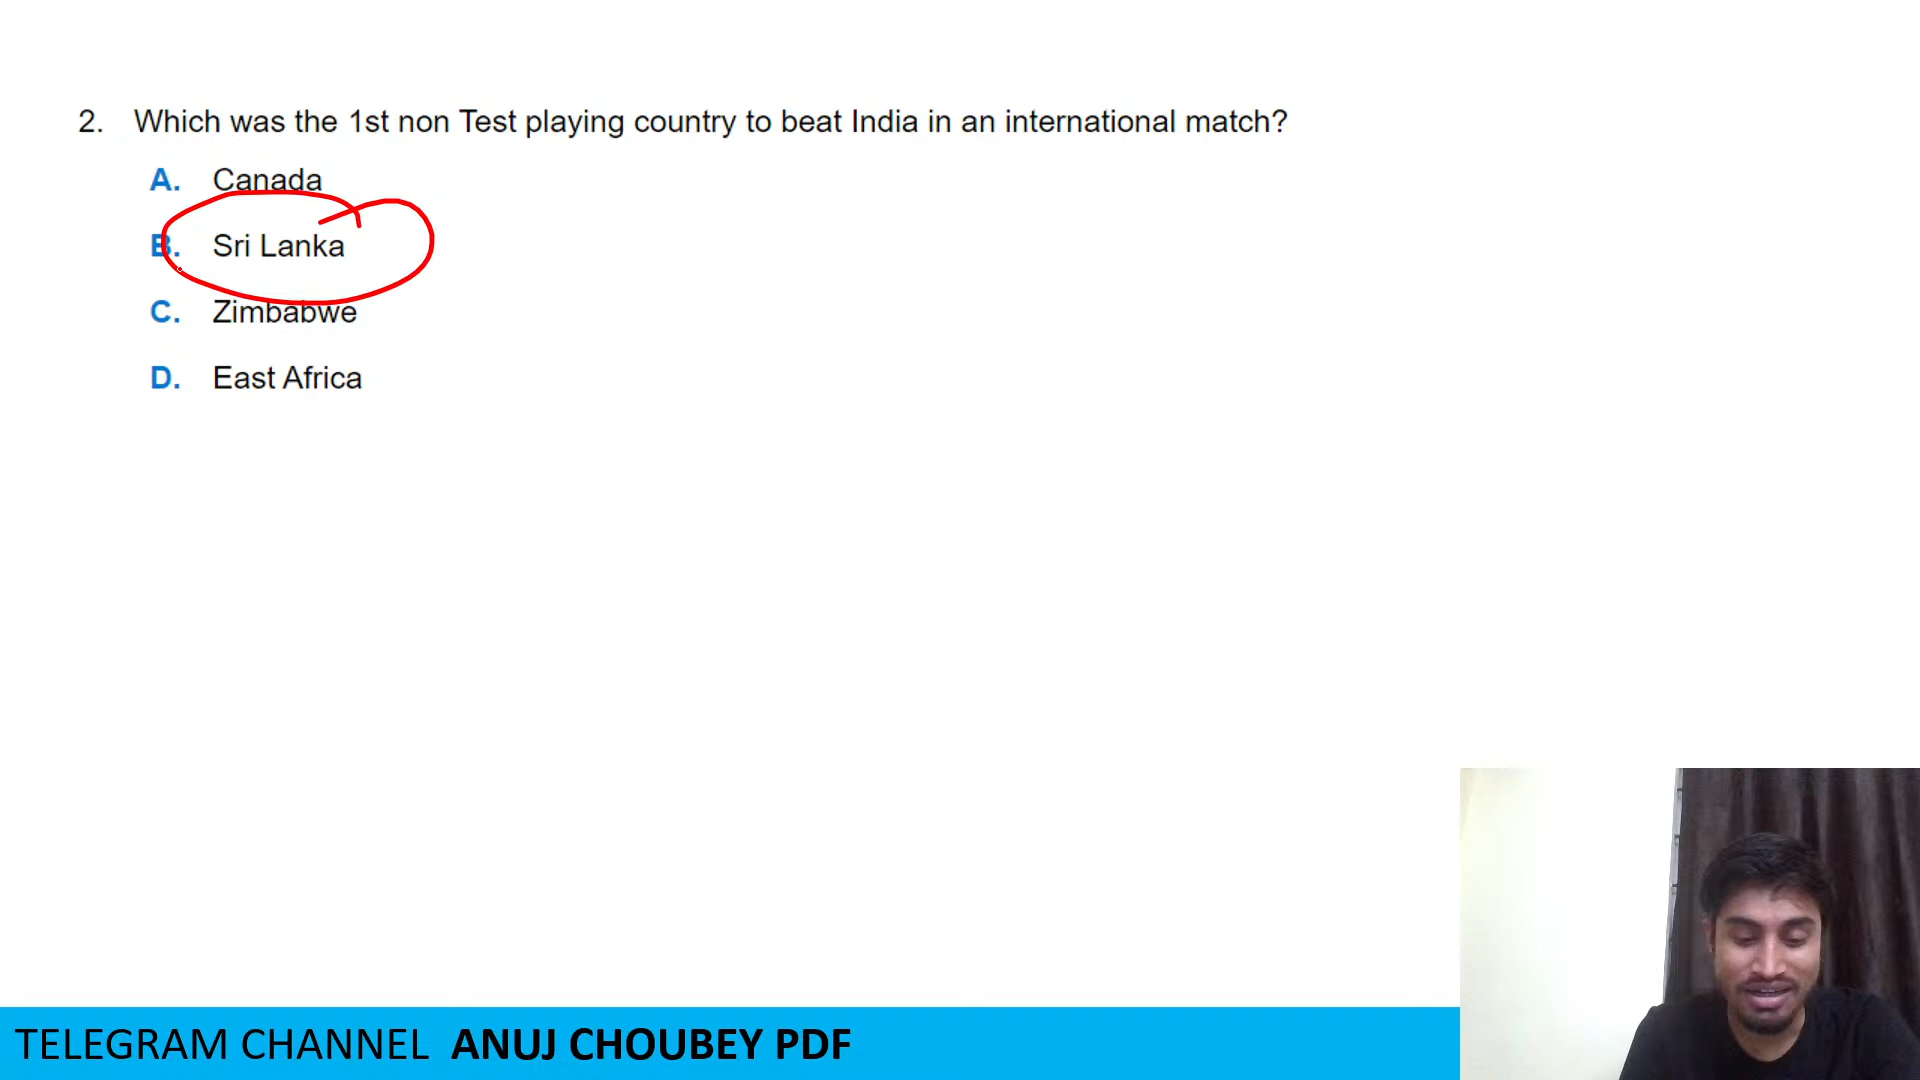 2. Which was the 1st non Test playing country to beat India in an international match?
A. Canada
B. Sri Lanka
C. Zimbabwe
D. East Africa
TELEGRAM CHANNEL ANUJ CHOUBEY PDF